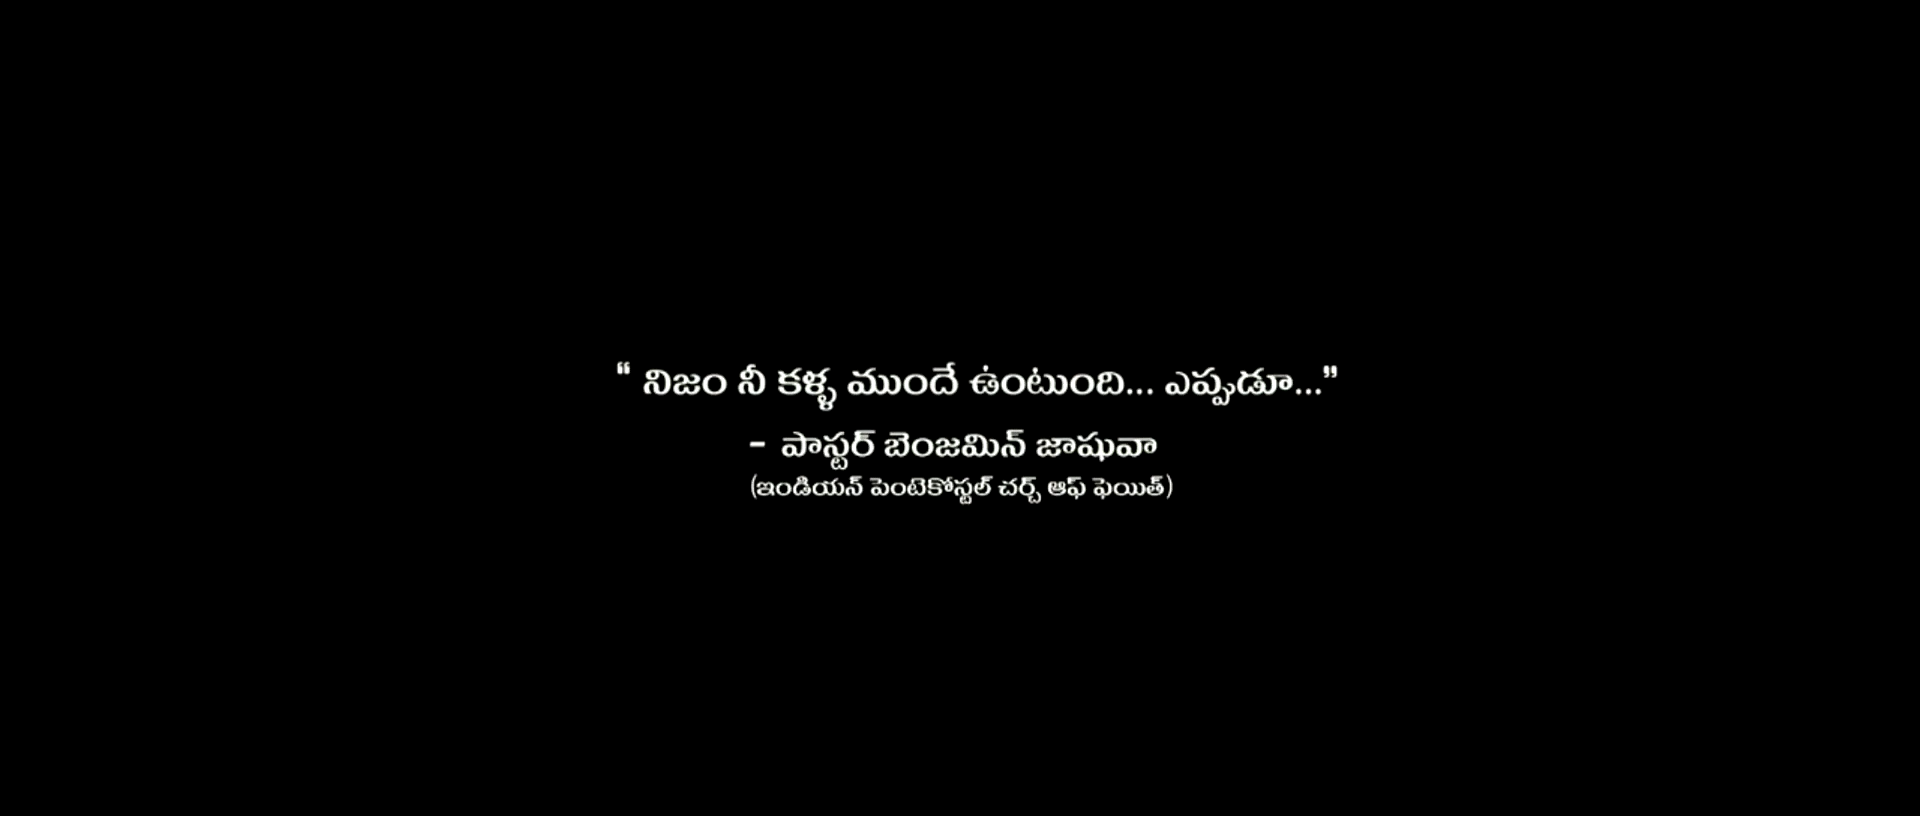 “ నిజం నీ కళ్ళ ముందే ఉంటుంది... ఎప్పుడూ...”
- పాస్టర్ బెంజమిన్ జాషువా
(ఇండియన్ పెంటెకోస్టల్ చర్చ్ ఆఫ్ ఫెయిత్)